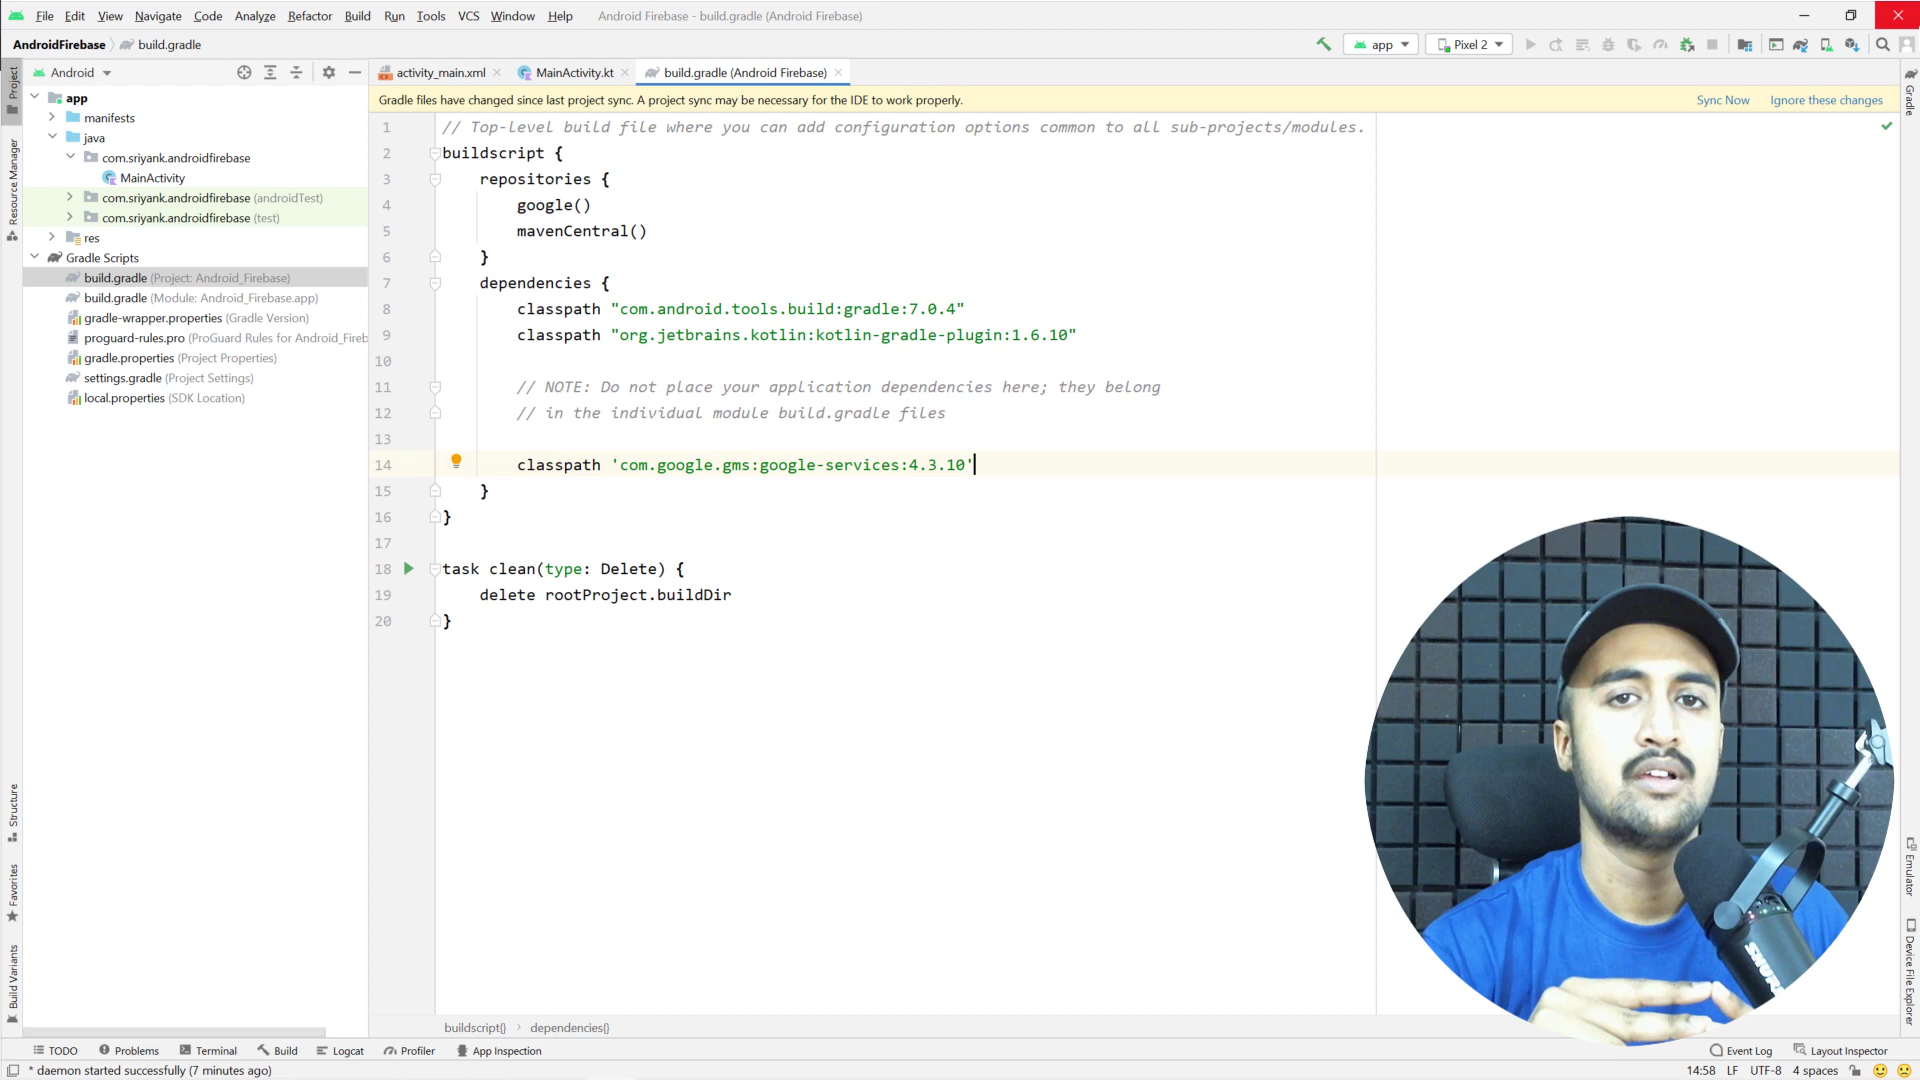 File Edit View Navigate Code Analyze Refactor Build Run Tools VCS Window Help Android Firebase - build.gradle (Android Firebase)
AndroidFirebase build.gradle app Pixel 2
Android activity_main.xml MainActivity.kt build.gradle (Android Firebase)
Gradle files have changed since last project sync. A project sync may be necessary for the IDE to work properly. Sync Now Ignore these changes
app
manifests
java
com.sriyank.androidfirebase
MainActivity
com.sriyank.androidfirebase (androidTest)
com.sriyank.androidfirebase (test)
res
Gradle Scripts
build.gradle (Project: Android_Firebase)
build.gradle (Module: Android_Firebase.app)
gradle-wrapper.properties (Gradle Version)
proguard-rules.pro (ProGuard Rules for Android_Fireb
gradle.properties (Project Properties)
settings.gradle (Project Settings)
local.properties (SDK Location)
1 // Top-level build file where you can add configuration options common to all sub-projects/modules.
2 buildscript {
3 repositories {
4 google()
5 mavenCentral()
6 }
7 dependencies {
8 classpath "com.android.tools.build:gradle:7.0.4"
9 classpath "org.jetbrains.kotlin:kotlin-gradle-plugin:1.6.10"
10
11 // NOTE: Do not place your application dependencies here; they belong
12 // in the individual module build.gradle files
13
14 classpath 'com.google.gms:google-services:4.3.10'
15 }
16 }
17
18 task clean(type: Delete) {
19 delete rootProject.buildDir
20 }
Project
Resource Manager
Structure
Favorites
Build Variants
Gradle
Emulator
Device File Explorer
SHURE
buildscript{} dependencies{}
TODO Problems Terminal Build Logcat Profiler App Inspection Event Log Layout Inspector
* daemon started successfully (7 minutes ago) 14:58 LF UTF-8 4 spaces